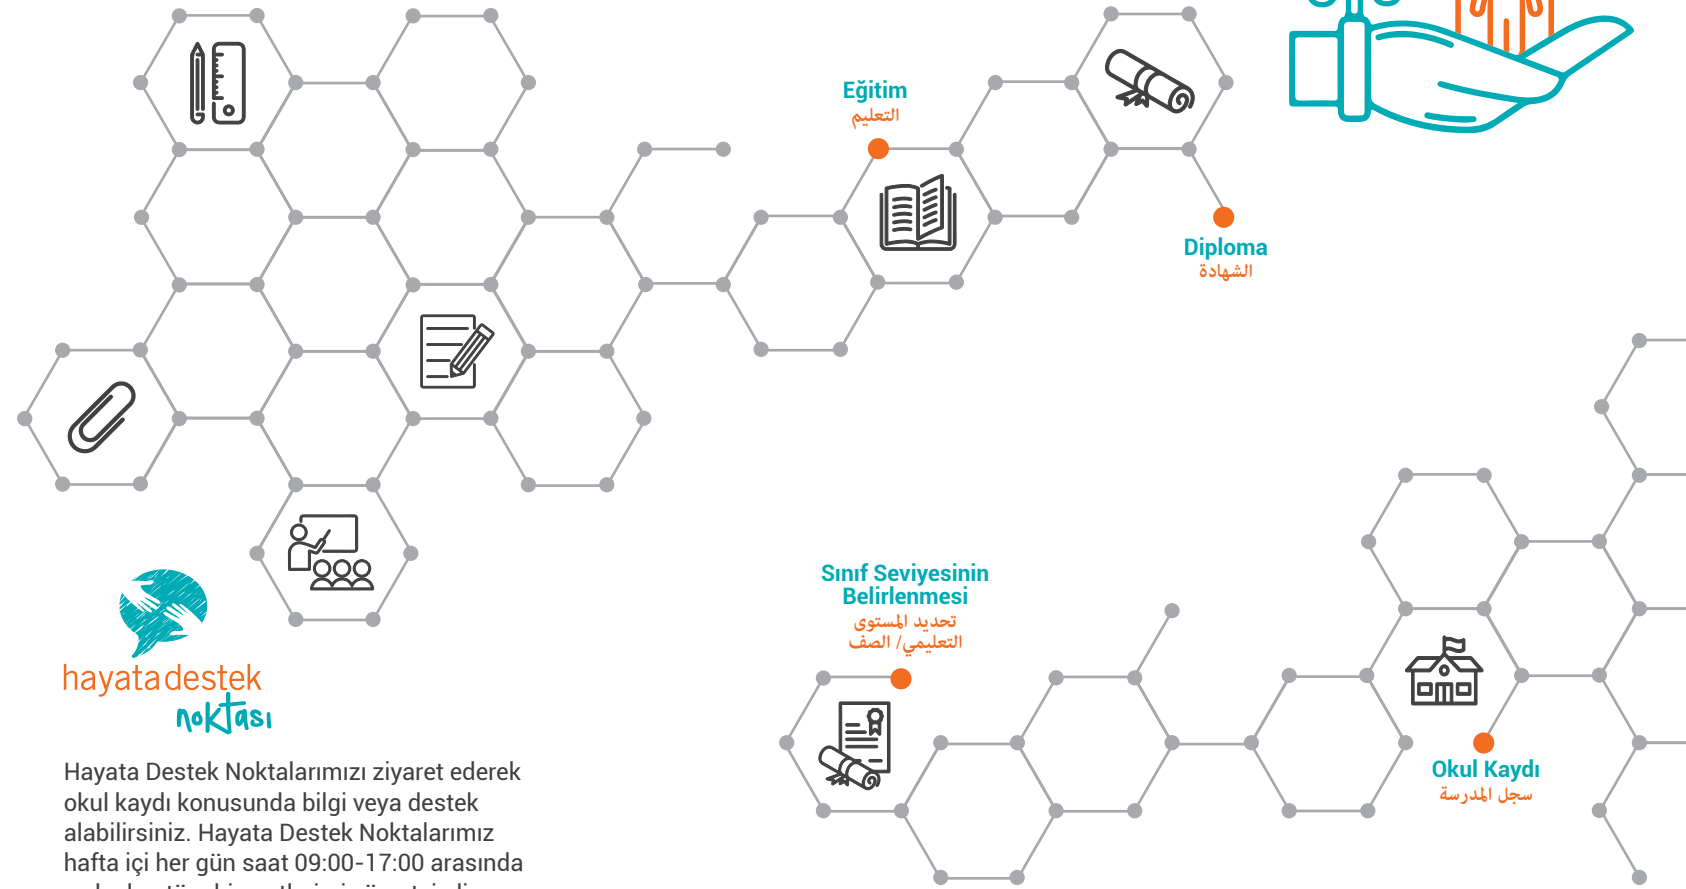 Eğitim
التعليم
Diploma
الشهادة
Sınıf Seviyesinin
Belirlenmesi
تحديد المستوى
التعليمي/ الصف
Okul Kaydı
سجل المدرسة
hayatadestek
noktası
Hayata Destek Noktalarımızı ziyaret ederek
okul kaydı konusunda bilgi veya destek
alabilirsiniz. Hayata Destek Noktalarımız
hafta içi her gün saat 09:00-17:00 arasında